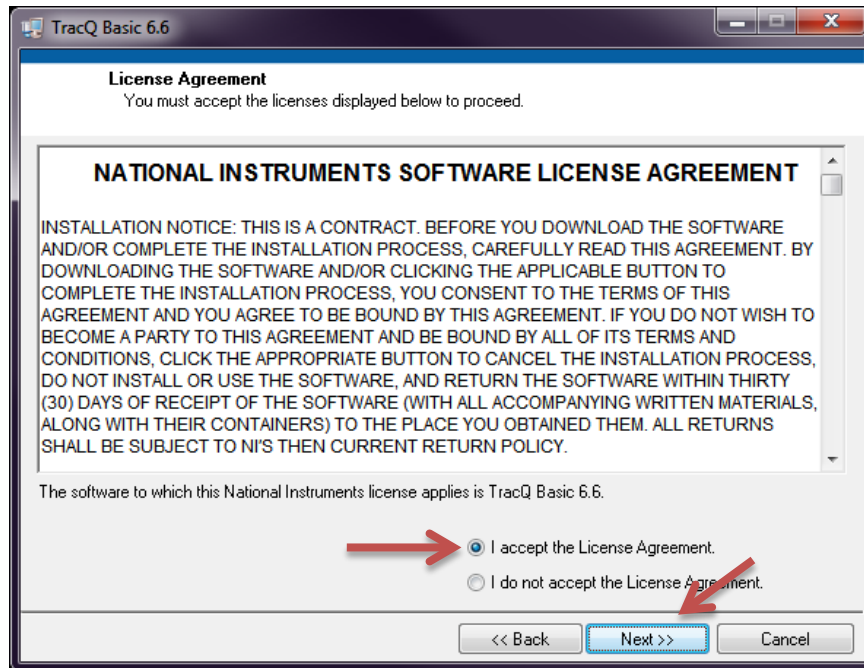 TracQ Basic 6.6
License Agreement
You must accept the licenses displayed below to proceed.
NATIONAL INSTRUMENTS SOFTWARE LICENSE AGREEMENT
INSTALLATION NOTICE: THIS IS A CONTRACT. BEFORE YOU DOWNLOAD THE SOFTWARE
AND/OR COMPLETE THE INSTALLATION PROCESS, CAREFULLY READ THIS AGREEMENT. BY
DOWNLOADING THE SOFTWARE AND/OR CLICKING THE APPLICABLE BUTTON TO
COMPLETE THE INSTALLATION PROCESS, YOU CONSENT TO THE TERMS OF THIS
AGREEMENT AND YOU AGREE TO BE BOUND BY THIS AGREEMENT. IF YOU DO NOT WISH TO
BECOME A PARTY TO THIS AGREEMENT AND BE BOUND BY ALL OF ITS TERMS AND
CONDITIONS, CLICK THE APPROPRIATE BUTTON TO CANCEL THE INSTALLATION PROCESS,
DO NOT INSTALL OR USE THE SOFTWARE, AND RETURN THE SOFTWARE WITHIN THIRTY
(30) DAYS OF RECEIPT OF THE SOFTWARE (WITH ALL ACCOMPANYING WRITTEN MATERIALS,
ALONG WITH THEIR CONTAINERS) TO THE PLACE YOU OBTAINED THEM. ALL RETURNS
SHALL BE SUBJECT TO NI'S THEN CURRENT RETURN POLICY.
The software to which this National Instruments license applies is TracQ Basic 6.6.
I accept the License Agreement.
I do not accept the License Agreement.
<< Back Next >> Cancel